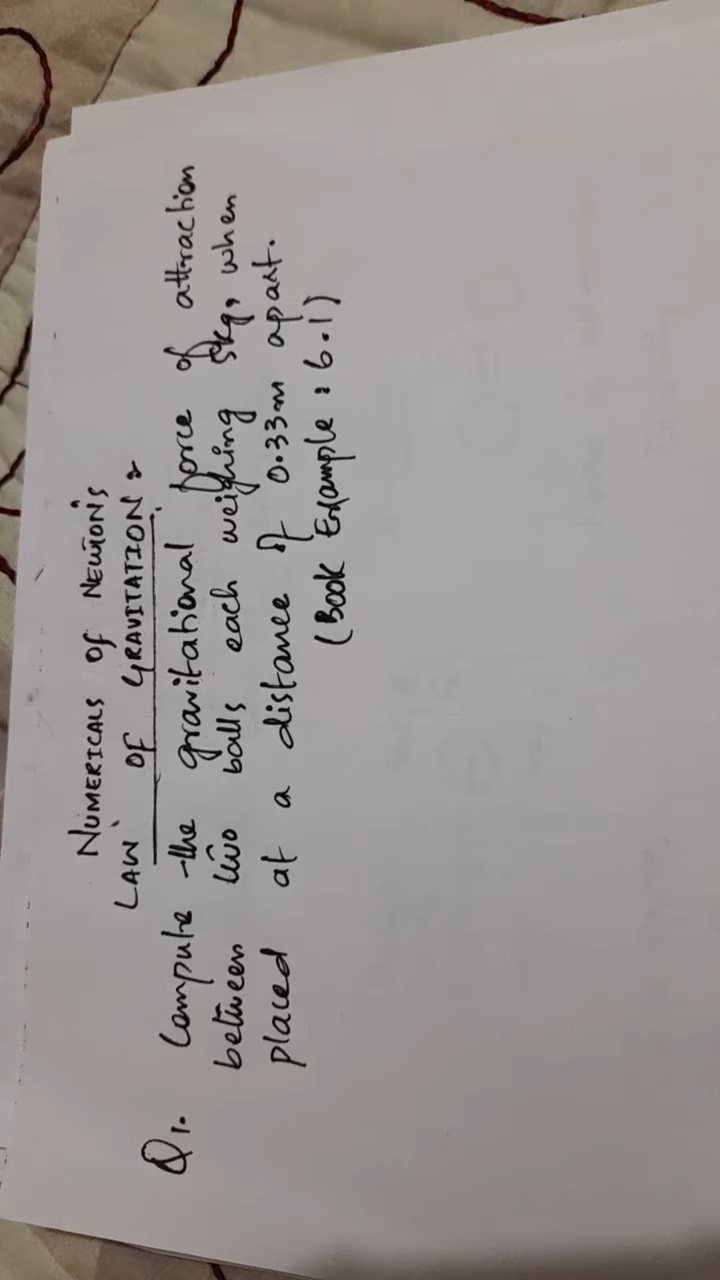 NUMERICALS OF NEWTON'S
LAW OF GRAVITATION:
Q1. Compute the gravitational force of attraction
between two balls each weighing 5kg, when
placed at a distance of 0.33m apart.
(Book Example: 6.1)